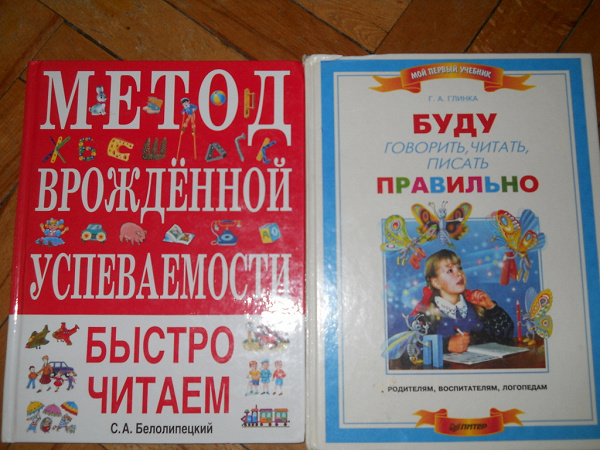 МЕТОД
ВРОЖДЁННОЙ
УСПЕВАЕМОСТИ
БЫСТРО
ЧИТАЕМ
С.А. Белолипецкий
МОЙ ПЕРВЫЙ УЧЕБНИК
Г. А. ГЛИНКА
БУДУ
ГОВОРИТЬ, ЧИТАТЬ,
ПИСАТЬ
ПРАВИЛЬНО
РОДИТЕЛЯМ, ВОСПИТАТЕЛЯМ, ЛОГОПЕДАМ
ПИТЕР